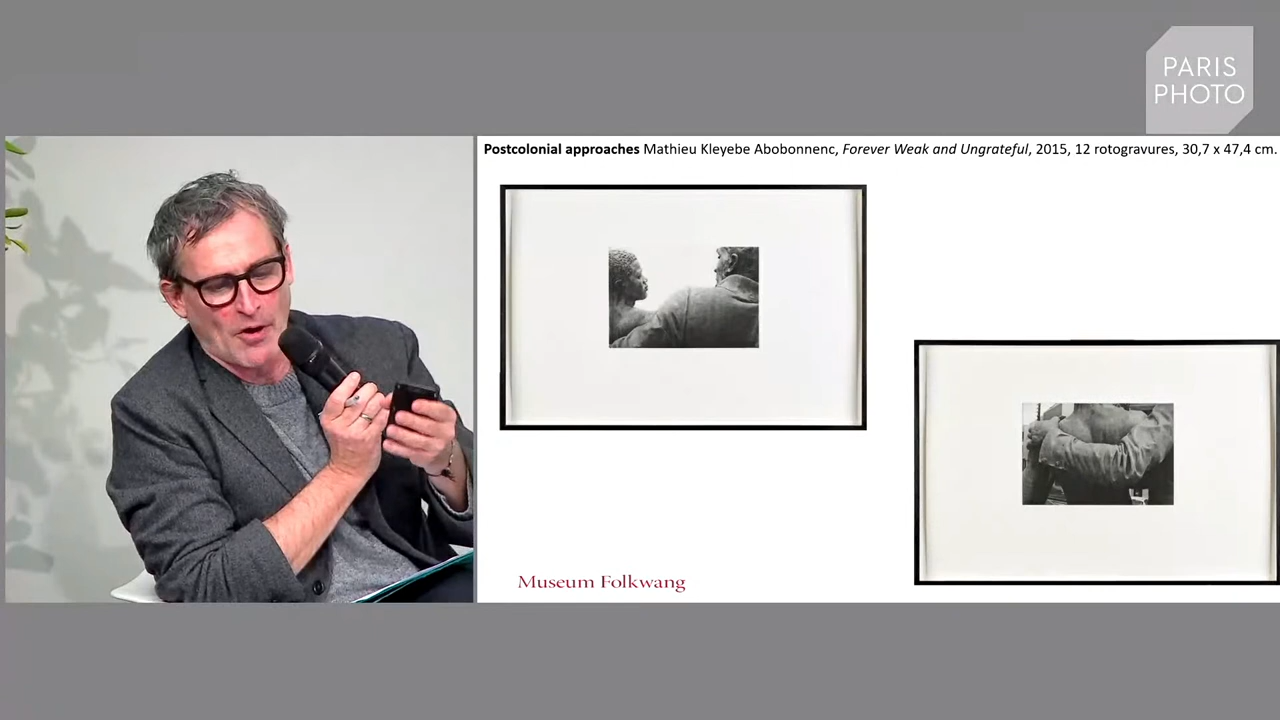 PARIS
PHOTO
Postcolonial approaches Mathieu Kleyebe Abobonnenc, Forever Weak and Ungrateful, 2015, 12 rotogravures, 30,7 x 47,4 cm.
Museum Folkwang